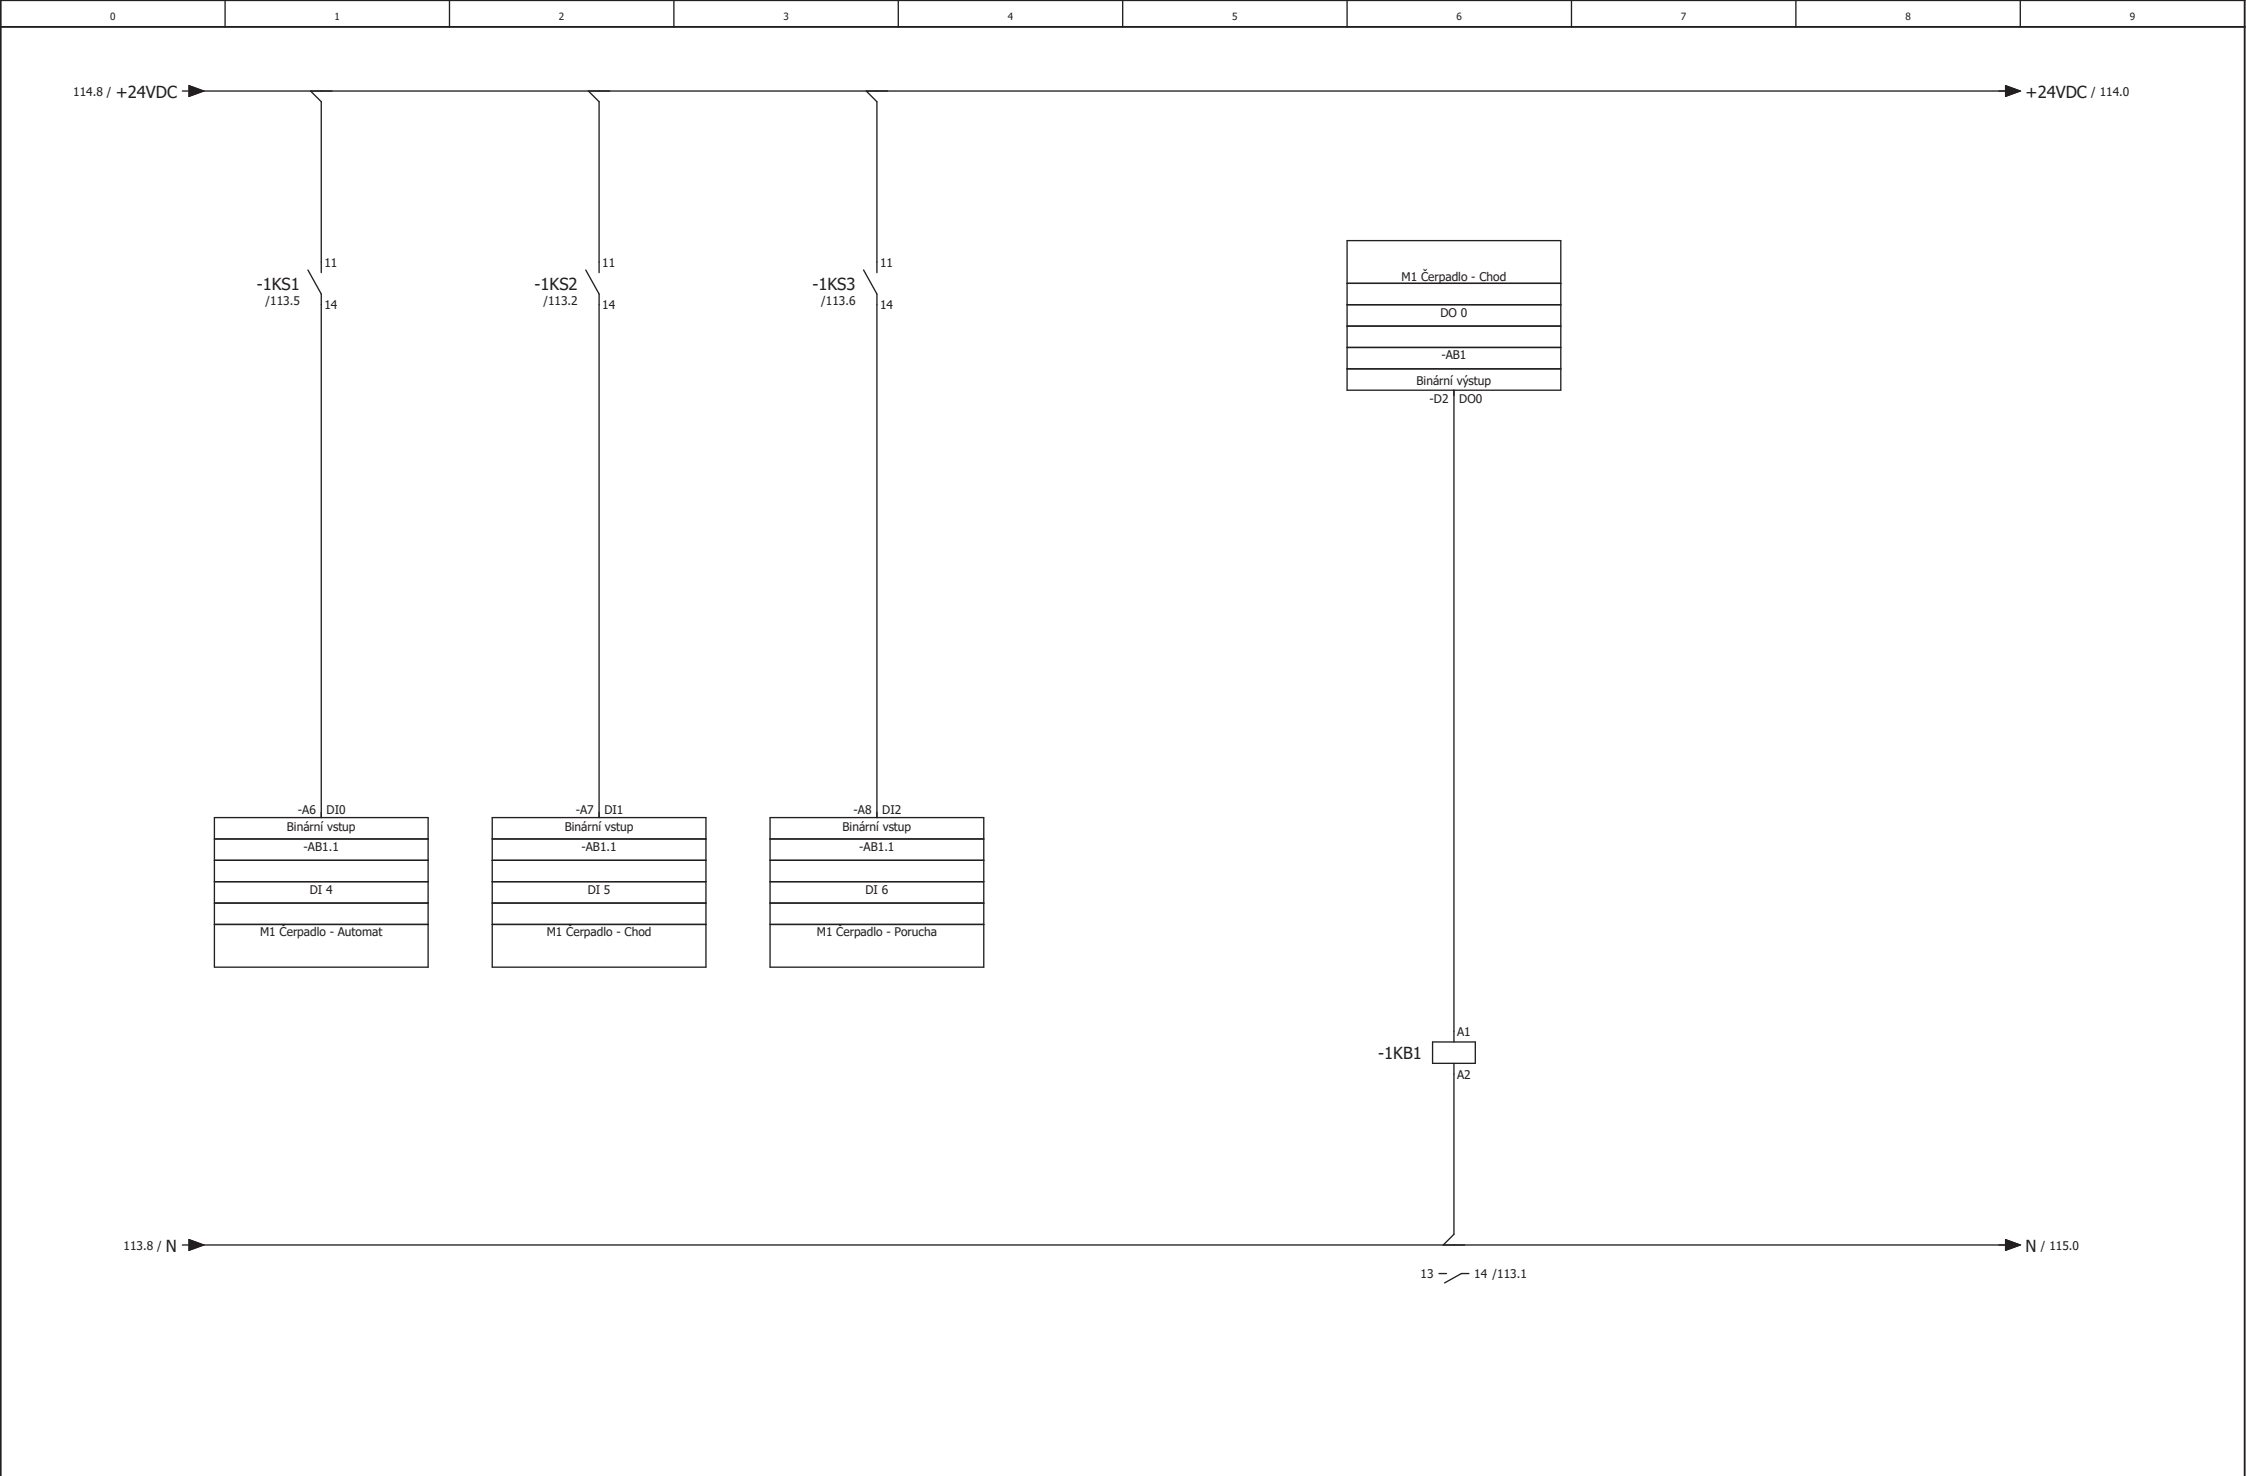 0 1 2 3 4 5 6 7 8 9
114.8 / +24VDC
+24VDC / 114.0
11
-1KS1
/113.5
14
11
-1KS2
/113.2
14
11
-1KS3
/113.6
14
M1 Čerpadlo - Chod
DO 0
-AB1
Binární výstup
-D2 DO0
-A6 DI0
Binární vstup
-AB1.1
DI 4
M1 Čerpadlo - Automat
-A7 DI1
Binární vstup
-AB1.1
DI 5
M1 Čerpadlo - Chod
-A8 DI2
Binární vstup
-AB1.1
DI 6
M1 Čerpadlo - Porucha
A1
-1KB1
A2
113.8 / N
N / 115.0
13 14 /113.1